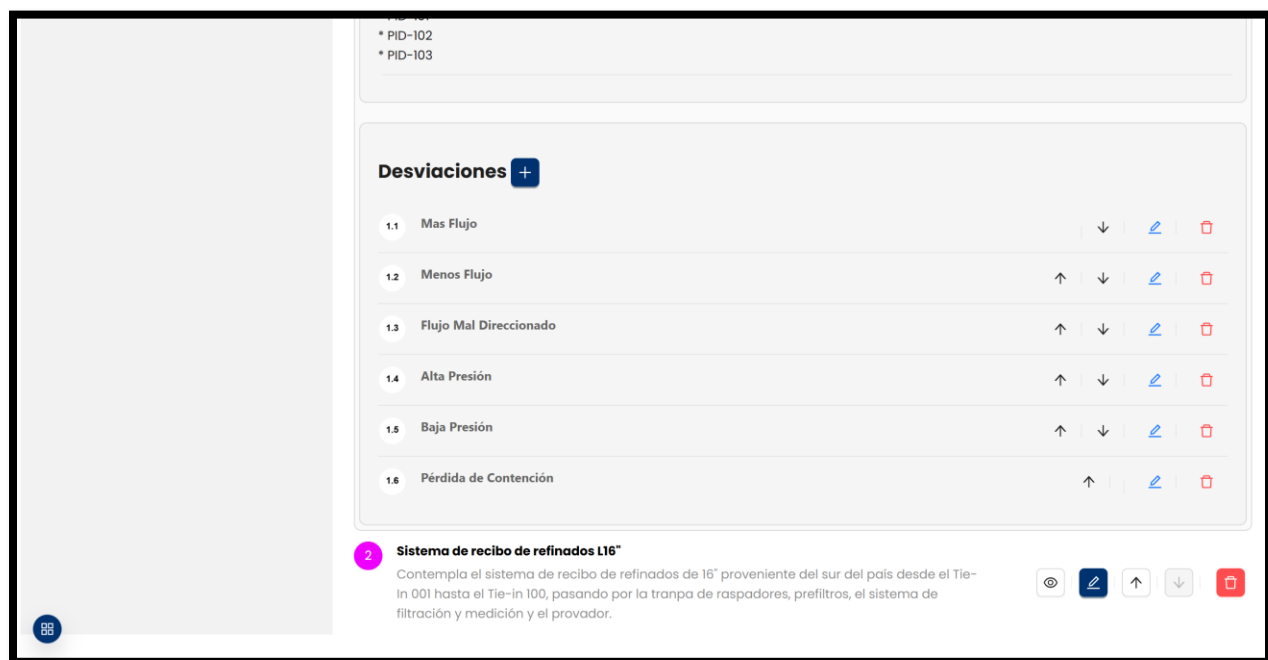 * PID-102
* PID-103
Desviaciones +
1.1 Mas Flujo
1.2 Menos Flujo
1.3 Flujo Mal Direccionado
1.4 Alta Presión
1.5 Baja Presión
1.6 Pérdida de Contención
2 Sistema de recibo de refinados L16"
Contempla el sistema de recibo de refinados de 16" proveniente del sur del país desde el Tie-
In 001 hasta el Tie-in 100, pasando por la tranpa de raspadores, prefiltros, el sistema de
filtración y medición y el provador.